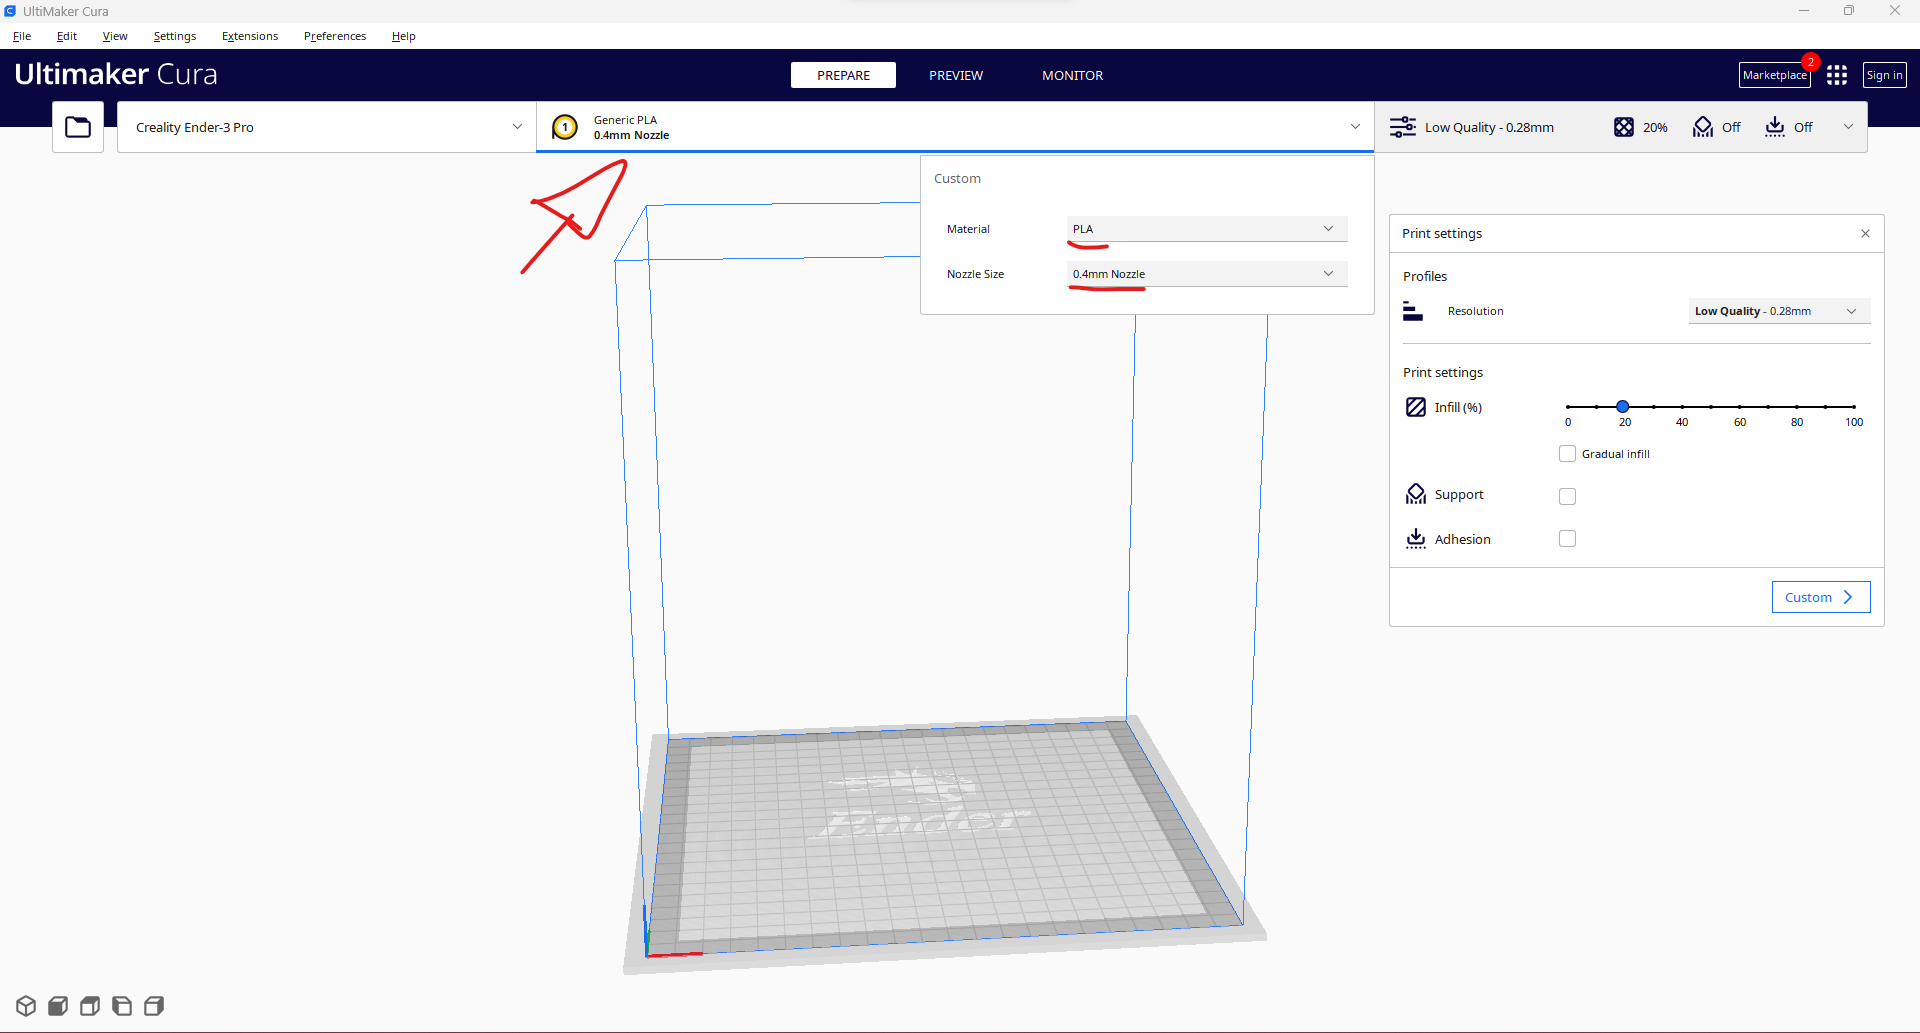 UltiMaker Cura
File Edit View Settings Extensions Preferences Help
Ultimaker Cura
PREPARE PREVIEW MONITOR
Marketplace 2
Sign in
Creality Ender-3 Pro
1
Generic PLA
0.4mm Nozzle
Low Quality - 0.28mm 20% Off Off
Custom
Material PLA
Nozzle Size 0.4mm Nozzle
Print settings
Profiles
Resolution Low Quality - 0.28mm
Print settings
Infill (%)
0 20 40 60 80 100
Gradual infill
Support
Adhesion
Custom
Ender